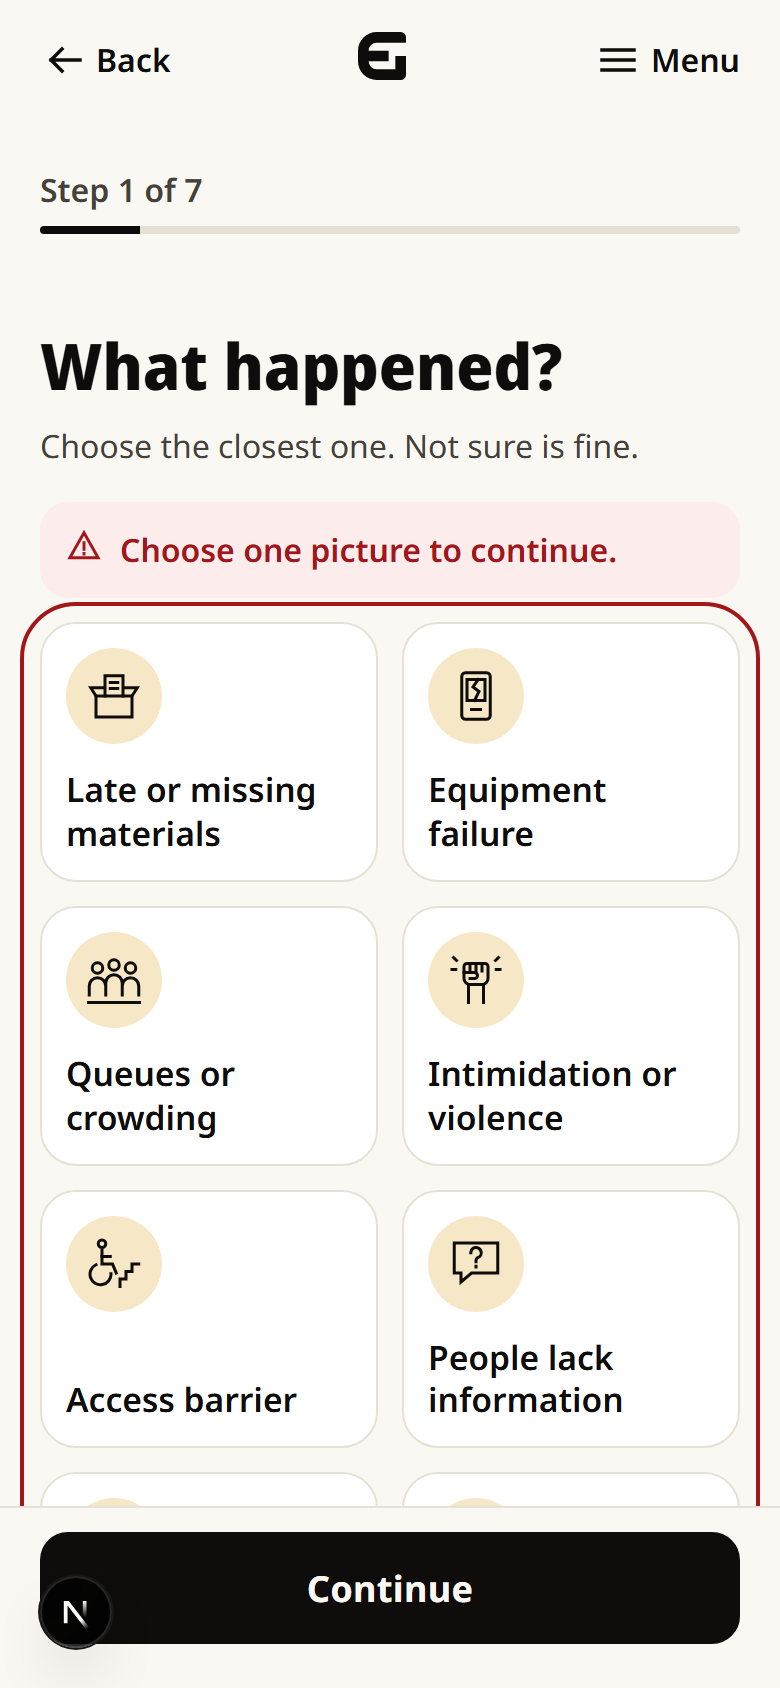 Back
Menu
Step 1 of 7
What happened?
Choose the closest one. Not sure is fine.
Choose one picture to continue.
Late or missing
materials
Equipment
failure
Queues or
crowding
Intimidation or
violence
Access barrier
People lack
information
Continue
N